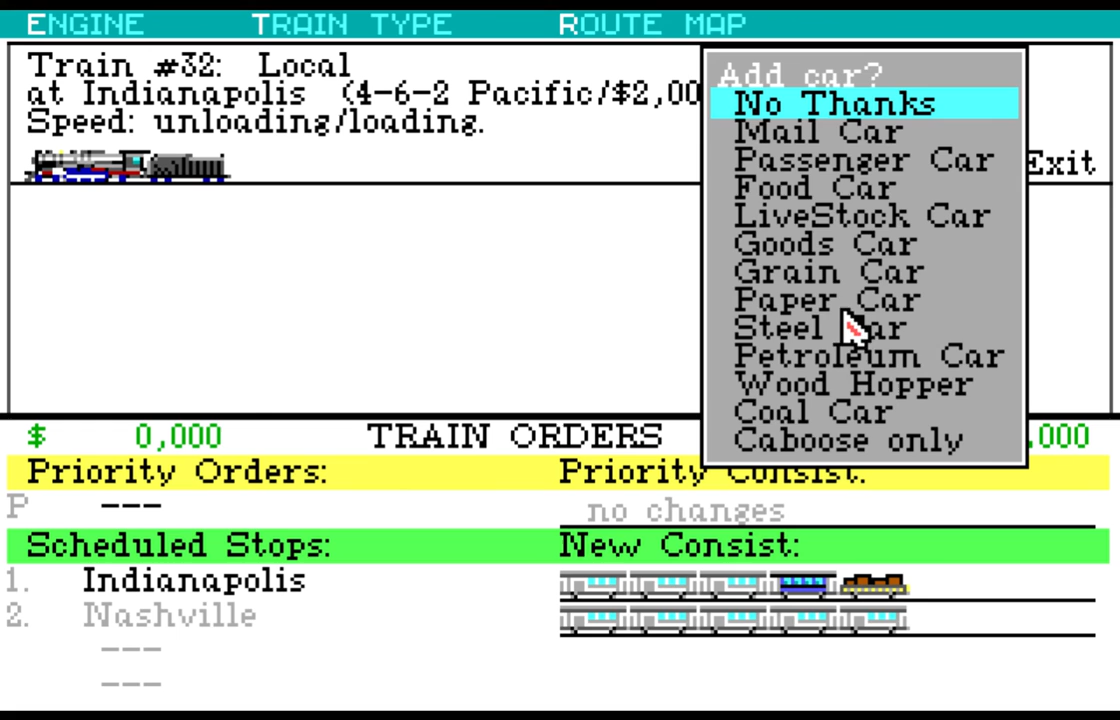 ENGINE TRAIN TYPE ROUTE MAP
Train #32: Local
at Indianapolis (4-6-2 Pacific/$2,00
Speed: unloading/loading.
Exit
Add car?
No Thanks
Mail Car
Passenger Car
Food Car
LiveStock Car
Goods Car
Grain Car
Paper Car
Steel Car
Petroleum Car
Wood Hopper
Coal Car
Caboose only
$ 0,000 TRAIN ORDERS ,000
Priority Orders: Priority Consist:
P --- no changes
Scheduled Stops: New Consist:
1. Indianapolis
2. Nashville
---
---